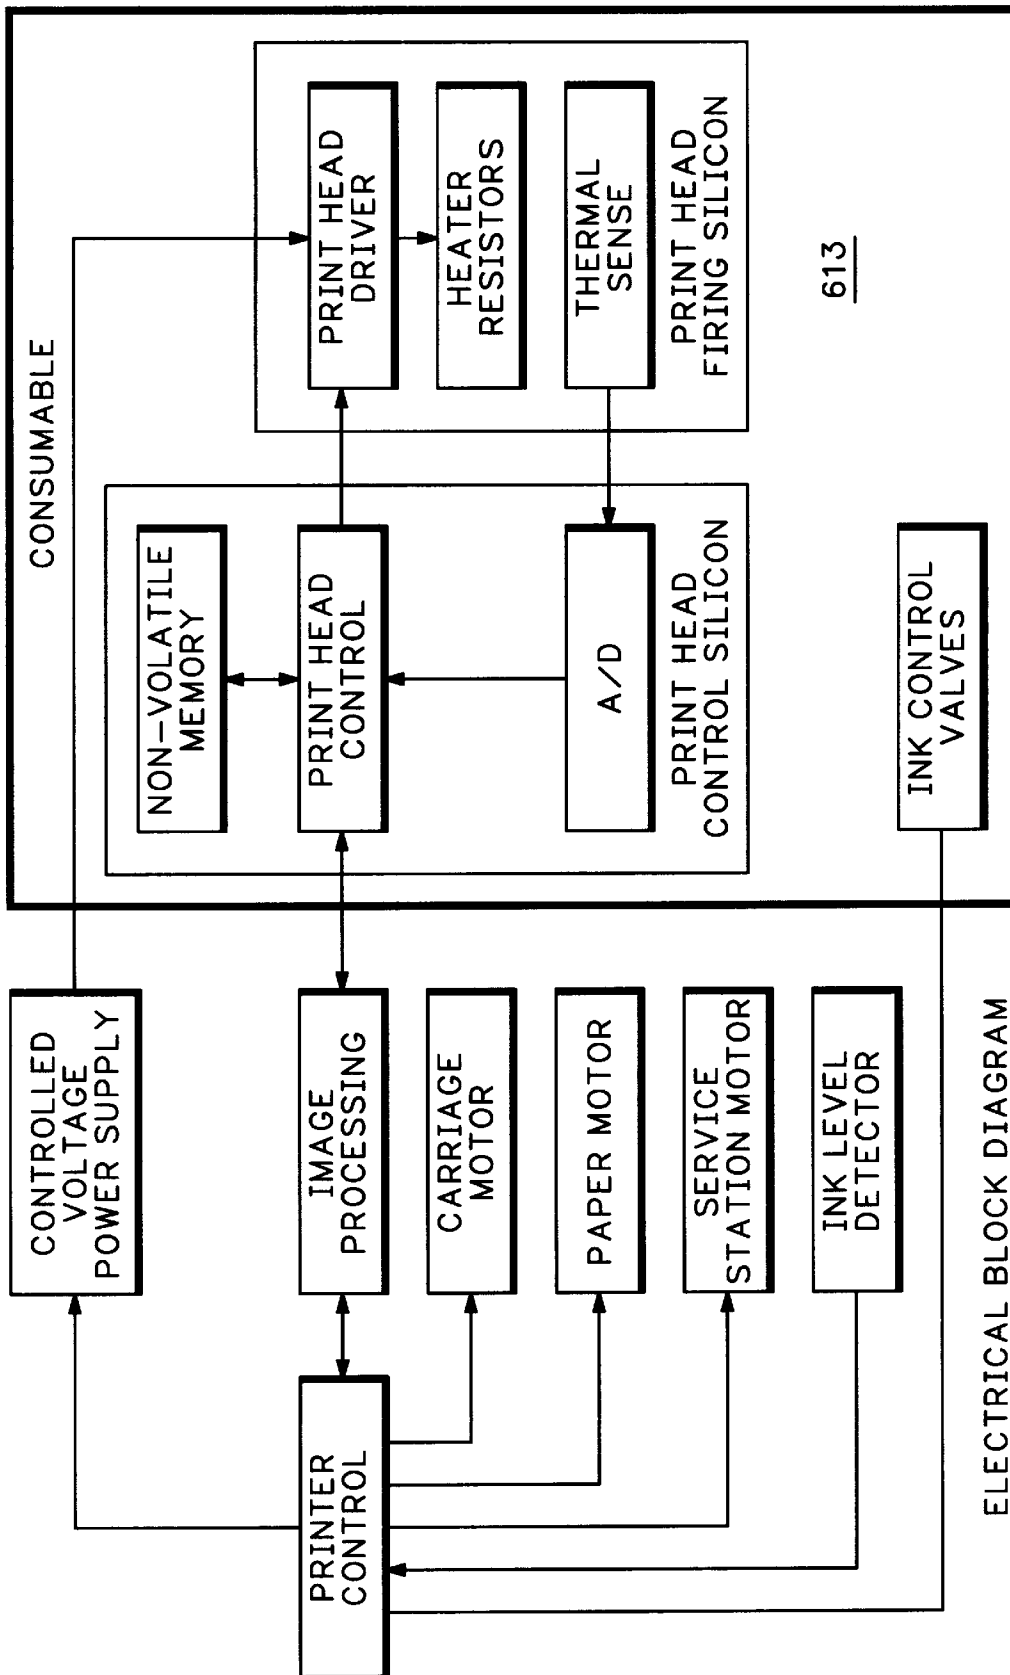 CONSUMABLE
CONTROLLED
VOLTAGE
POWER SUPPLY
NON-VOLATILE
MEMORY
PRINT HEAD
DRIVER
PRINTER
CONTROL
IMAGE
PROCESSING
PRINT HEAD
CONTROL
HEATER
RESISTORS
CARRIAGE
MOTOR
THERMAL
SENSE
PAPER MOTOR
A/D
PRINT HEAD
FIRING SILICON
SERVICE
STATION MOTOR
PRINT HEAD
CONTROL SILICON
INK LEVEL
DETECTOR
613
INK CONTROL
VALVES
ELECTRICAL BLOCK DIAGRAM